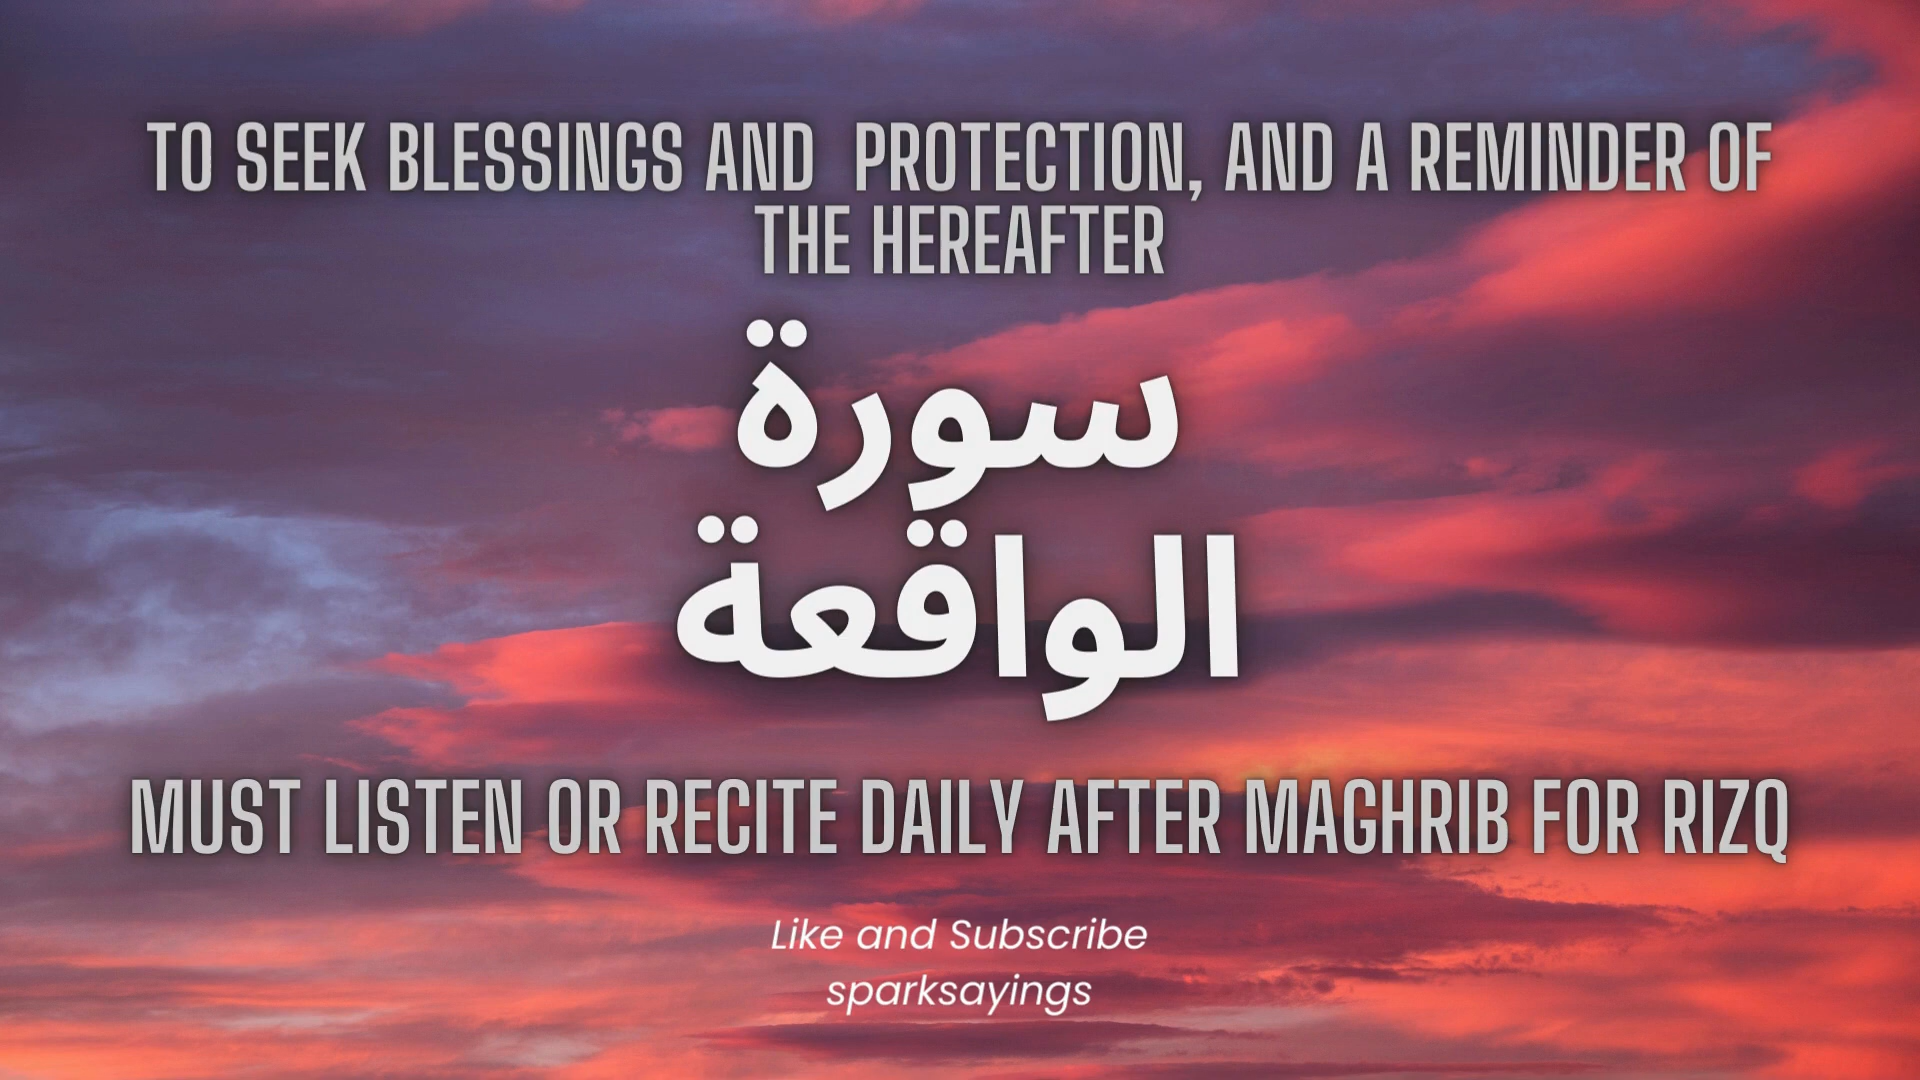 TO SEEK BLESSINGS AND PROTECTION, AND A REMINDER OF
THE HEREAFTER
سورة
الواقعة
MUST LISTEN OR RECITE DAILY AFTER MAGHRIB FOR RIZQ
Like and Subscribe
sparksayings